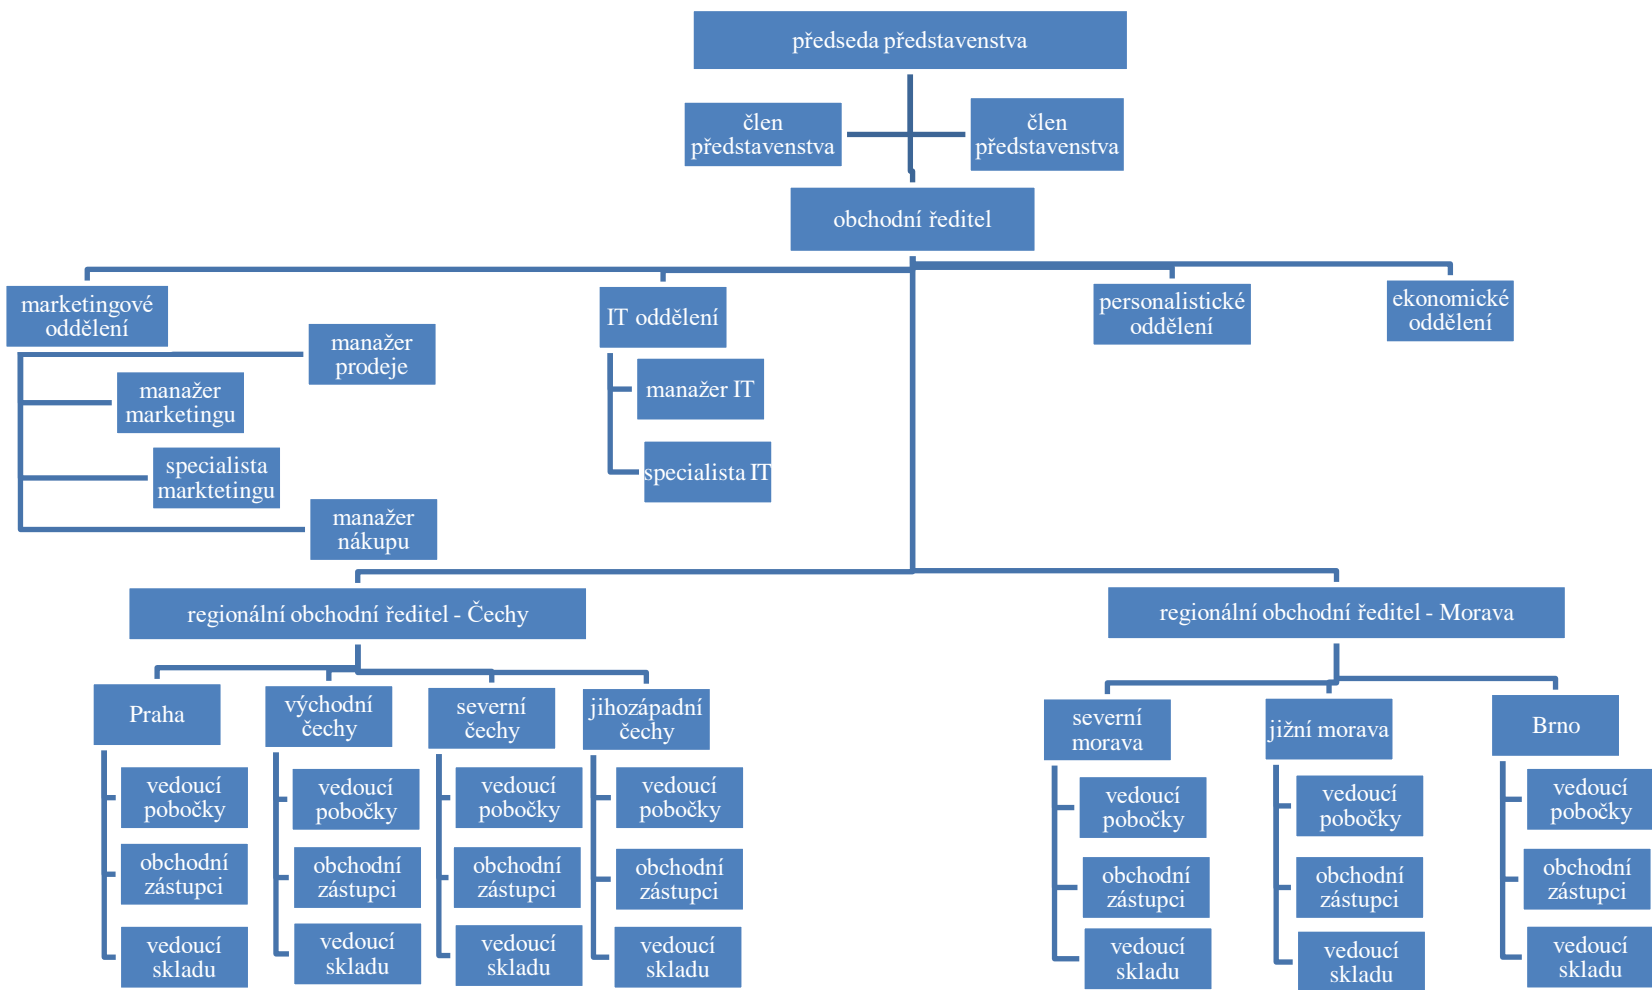 předseda představenstva
člen
představenstva
člen
představenstva
obchodní ředitel
marketingové
oddělení
IT oddělení
personalistické
oddělení
ekonomické
oddělení
manažer
prodeje
manažer
marketingu
specialista
marktetingu
manažer
nákupu
manažer IT
specialista IT
regionální obchodní ředitel - Čechy
regionální obchodní ředitel - Morava
Praha
vedoucí
pobočky
obchodní
zástupci
vedoucí
skladu
východní
čechy
vedoucí
pobočky
obchodní
zástupci
vedoucí
skladu
severní
čechy
vedoucí
pobočky
obchodní
zástupci
vedoucí
skladu
jihozápadní
čechy
vedoucí
pobočky
obchodní
zástupci
vedoucí
skladu
severní
morava
vedoucí
pobočky
obchodní
zástupci
vedoucí
skladu
jižní morava
vedoucí
pobočky
obchodní
zástupci
vedoucí
skladu
Brno
vedoucí
pobočky
obchodní
zástupci
vedoucí
skladu